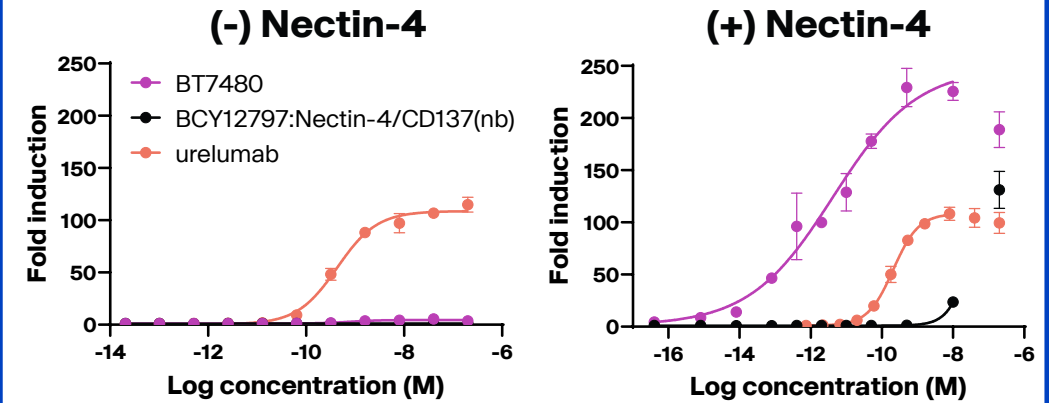 (-) Nectin-4
250
200
150
100
50
0
Fold induction
BT7480
BCY12797:Nectin-4/CD137(nb)
urelumab
-14
-12
-10
-8
-6
Log concentration (M)
(+) Nectin-4
250
200
150
100
50
0
Fold induction
-16
-14
-12
-10
-8
-6
Log concentration (M)